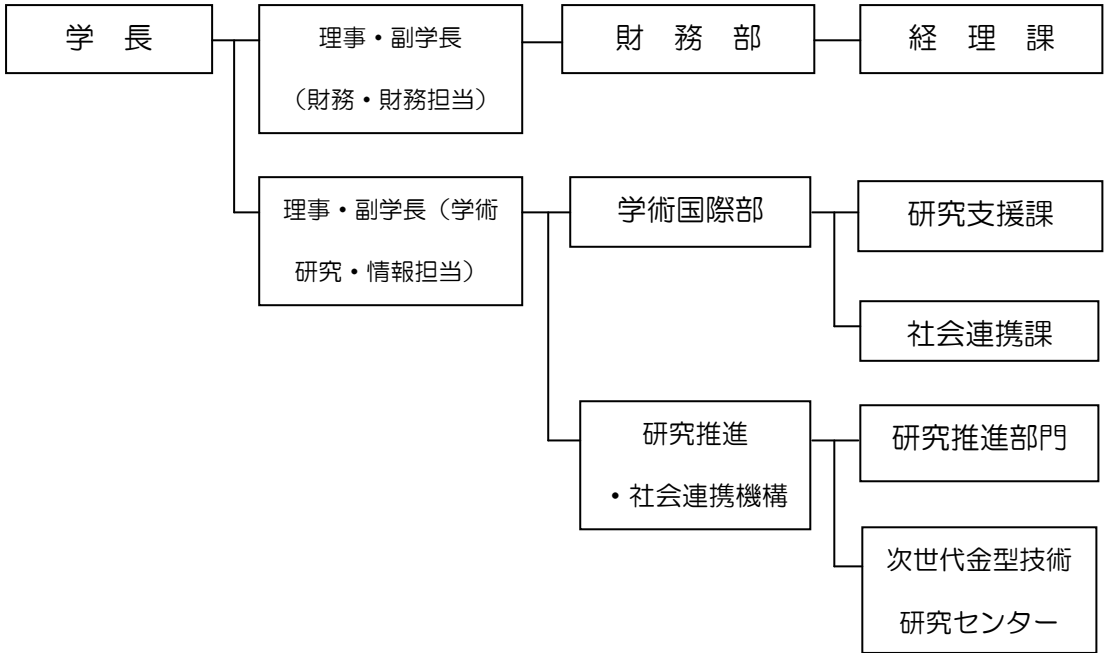 学 長
理事・副学長
（財務・財務担当）
財 務 部
経 理 課
理事・副学長（学術
研究・情報担当）
学術国際部
研究支援課
社会連携課
研究推進
・社会連携機構
研究推進部門
次世代金型技術
研究センター